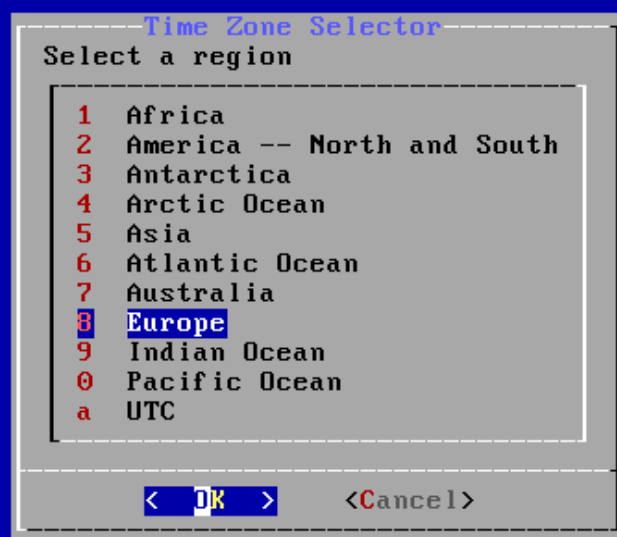 Time Zone Selector
Select a region
1 Africa
2 America -- North and South
3 Antarctica
4 Arctic Ocean
5 Asia
6 Atlantic Ocean
7 Australia
8 Europe
9 Indian Ocean
0 Pacific Ocean
a UTC
< OK > <Cancel>